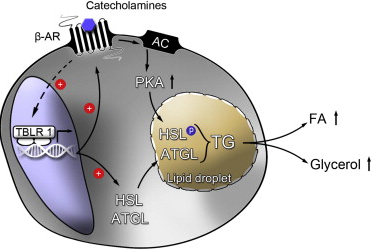 Catecholamines
β-AR
AC
PKA ↑
+
+
TBLR 1
+
HSL P
ATGL
TG
Lipid droplet
FA ↑
Glycerol ↑
HSL
ATGL